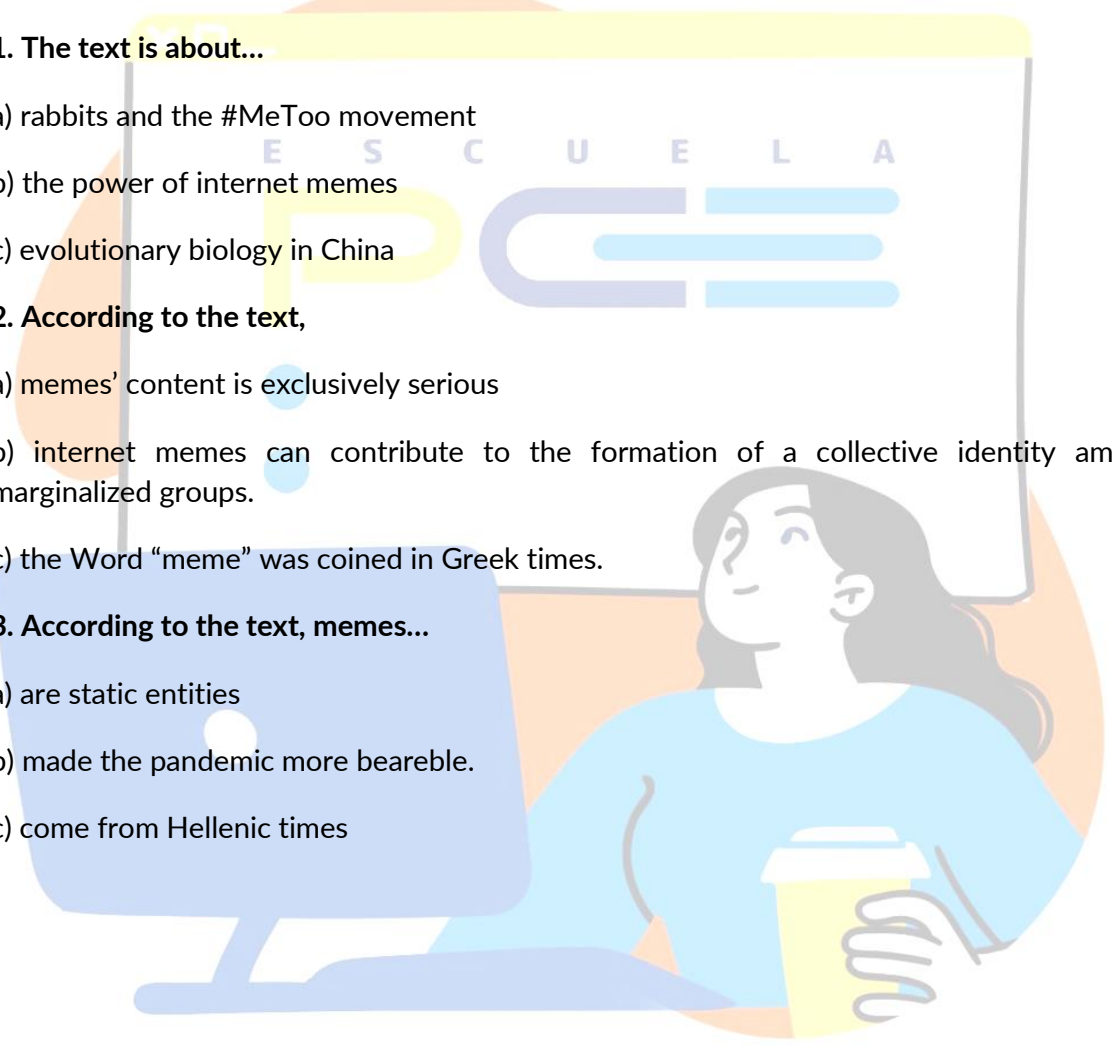 1. The text is about...
a) rabbits and the #MeToo movement
E S C U E L A
b) the power of internet memes
PCE
c) evolutionary biology in China
2. According to the text,
a) memes’ content is exclusively serious
b) internet memes can contribute to the formation of a collective identity am
marginalized groups.
c) the Word “meme” was coined in Greek times.
3. According to the text, memes...
a) are static entities
b) made the pandemic more beareble.
c) come from Hellenic times